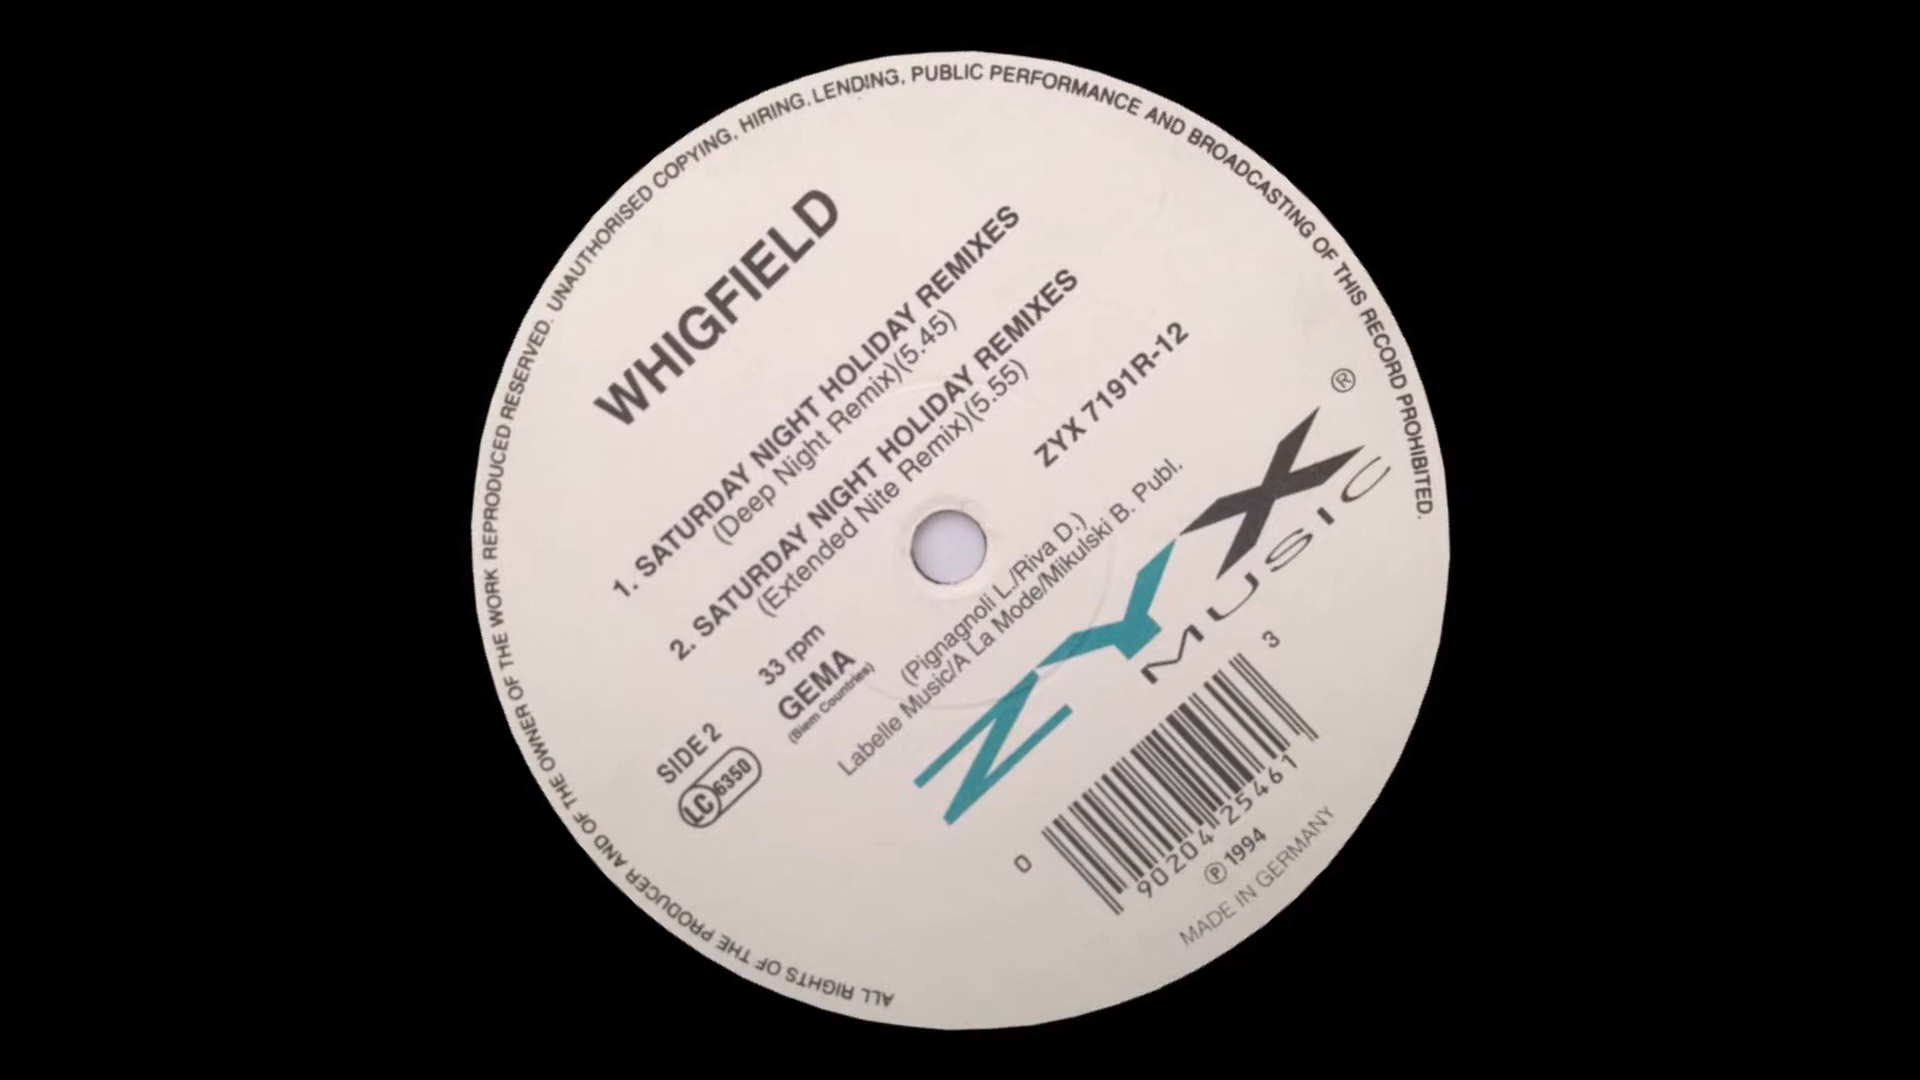 ALL RIGHTS OF THE PRODUCER AND OF THE OWNER OF THE WORK REPRODUCED RESERVED. UNAUTHORISED COPYING, HIRING, LENDING, PUBLIC PERFORMANCE AND BROADCASTING OF THIS RECORD PROHIBITED.
WHIGFIELD
1. SATURDAY NIGHT HOLIDAY REMIXES
(Deep Night Remix)(5.45)
2. SATURDAY NIGHT HOLIDAY REMIXES
(Extended Nite Remix)(5.55)
33 rpm
GEMA
(Biem Countries)
ZYX 7191R-12
SIDE 2
LC 6350
(Pignagnoli L./Riva D.)
Labelle Music/A La Mode/Mikulski B. Publ.
ZYX ®
MUSIC
0 90204 25461 3
℗ 1994
MADE IN GERMANY